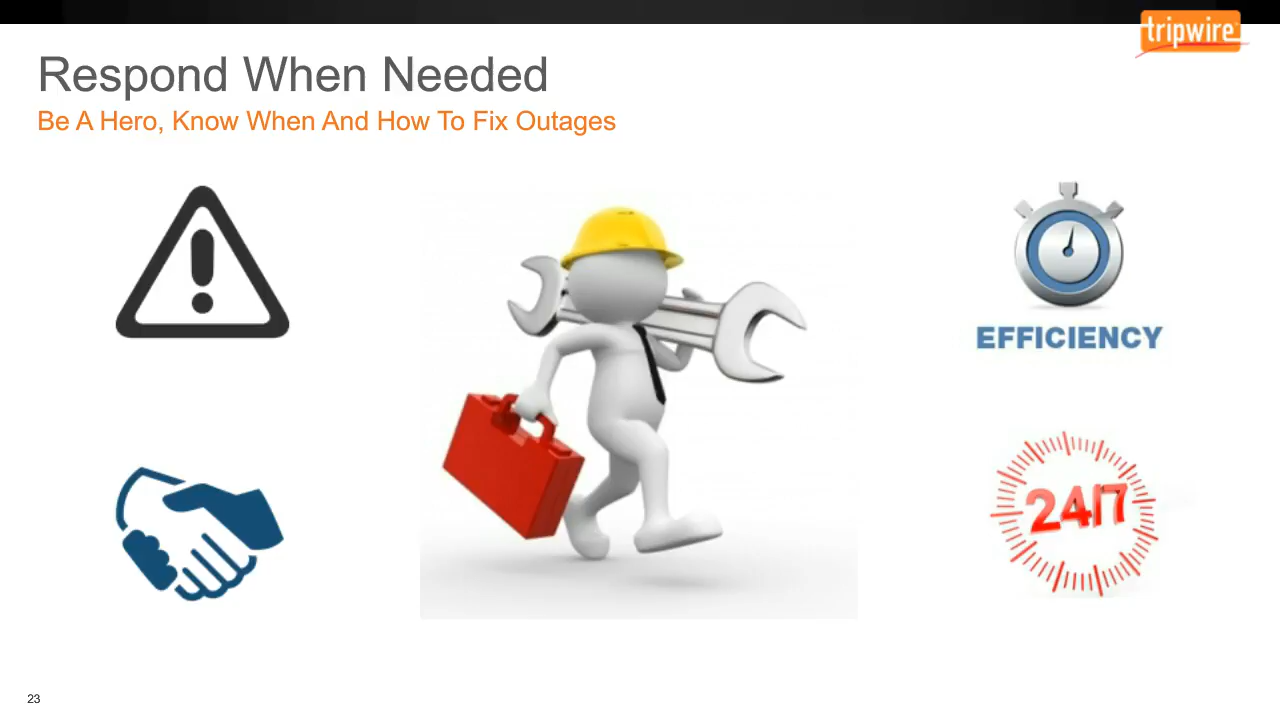 tripwire
Respond When Needed
Be A Hero, Know When And How To Fix Outages
EFFICIENCY
24/7
23